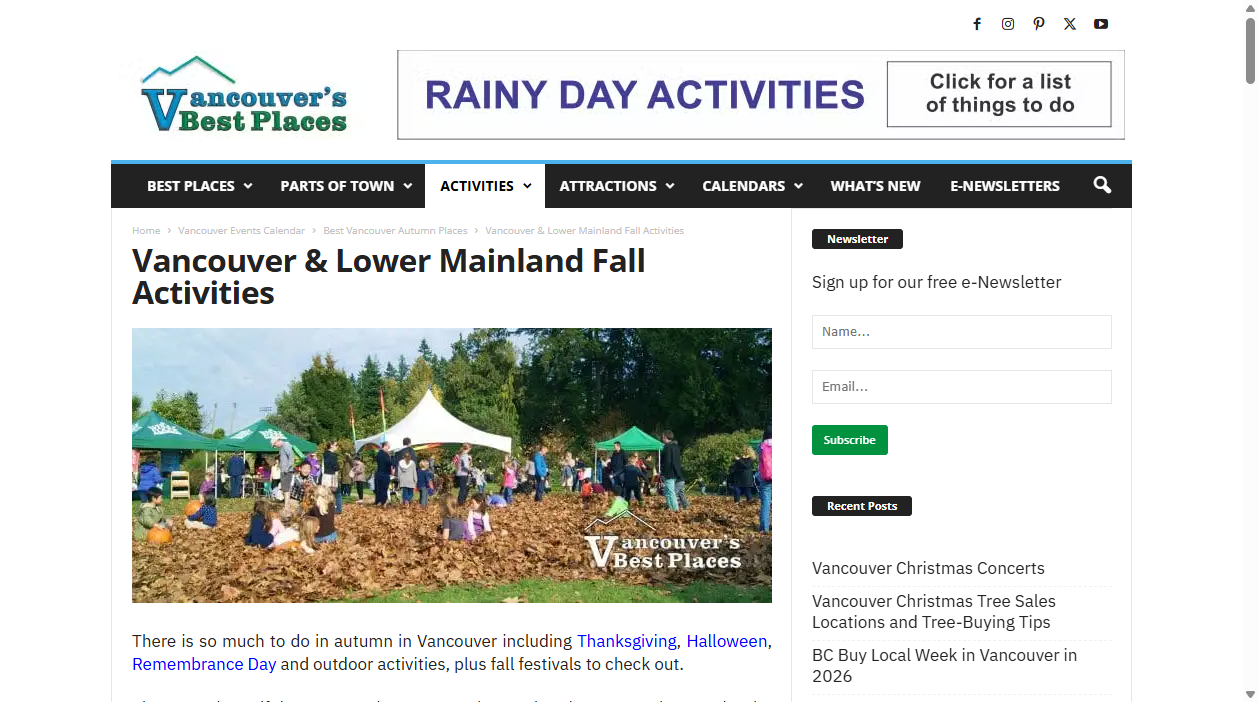 Vancouver's
Best Places
RAINY DAY ACTIVITIES
Click for a list
of things to do
BEST PLACES
PARTS OF TOWN
ACTIVITIES
ATTRACTIONS
CALENDARS
WHAT'S NEW
E-NEWSLETTERS
Home › Vancouver Events Calendar › Best Vancouver Autumn Places › Vancouver & Lower Mainland Fall Activities
Vancouver & Lower Mainland Fall
Activities
Vancouver's
Best Places
There is so much to do in autumn in Vancouver including Thanksgiving, Halloween,
Remembrance Day and outdoor activities, plus fall festivals to check out.
Newsletter
Sign up for our free e-Newsletter
Name...
Email...
Subscribe
Recent Posts
Vancouver Christmas Concerts
Vancouver Christmas Tree Sales
Locations and Tree-Buying Tips
BC Buy Local Week in Vancouver in
2026